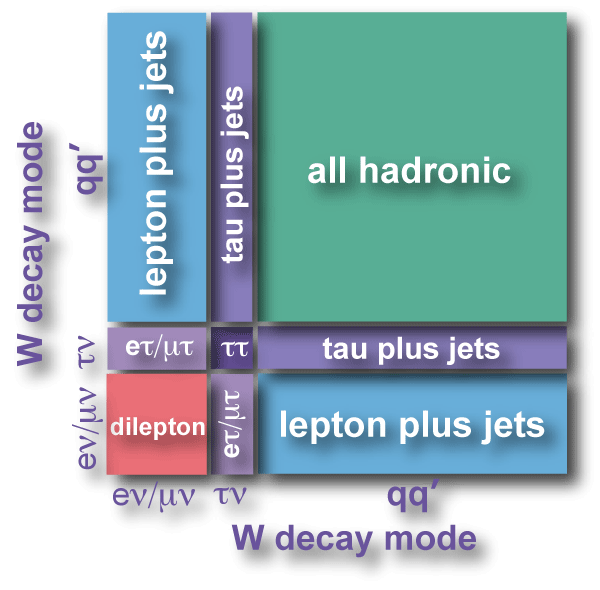 W decay mode
qq′
τν
eν/μν
lepton plus jets
tau plus jets
all hadronic
eτ/μτ
ττ
tau plus jets
dilepton
eτ/μτ
lepton plus jets
eν/μν
τν
qq′
W decay mode